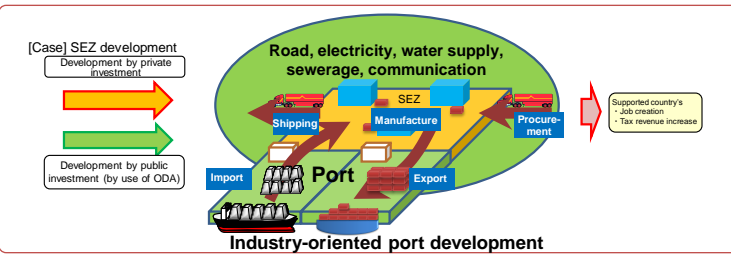 [Case] SEZ development
Development by private
investment
Development by public
investment (by use of ODA)
Road, electricity, water supply,
sewerage, communication
SEZ
Shipping
Manufacture
Procure-
ment
Import
Port
Export
Industry-oriented port development
Supported country's
・Job creation
・Tax revenue increase